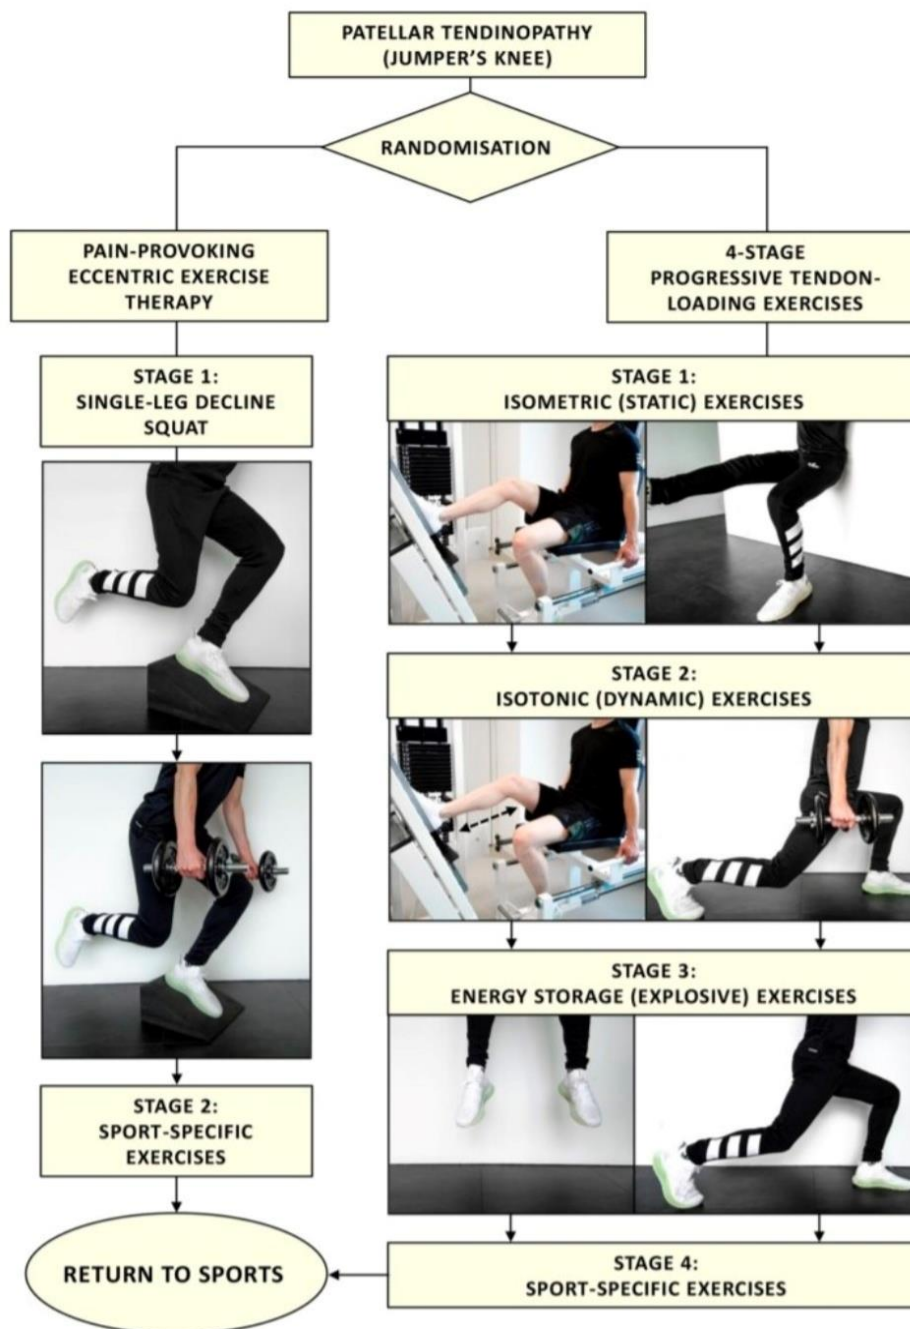 PATELLAR TENDINOPATHY
(JUMPER'S KNEE)
RANDOMISATION
PAIN-PROVOKING
ECCENTRIC EXERCISE
THERAPY
STAGE 1:
SINGLE-LEG DECLINE
SQUAT
STAGE 2:
SPORT-SPECIFIC
EXERCISES
4-STAGE
PROGRESSIVE TENDON-
LOADING EXERCISES
STAGE 1:
ISOMETRIC (STATIC) EXERCISES
STAGE 2:
ISOTONIC (DYNAMIC) EXERCISES
STAGE 3:
ENERGY STORAGE (EXPLOSIVE) EXERCISES
STAGE 4:
SPORT-SPECIFIC EXERCISES
RETURN TO SPORTS